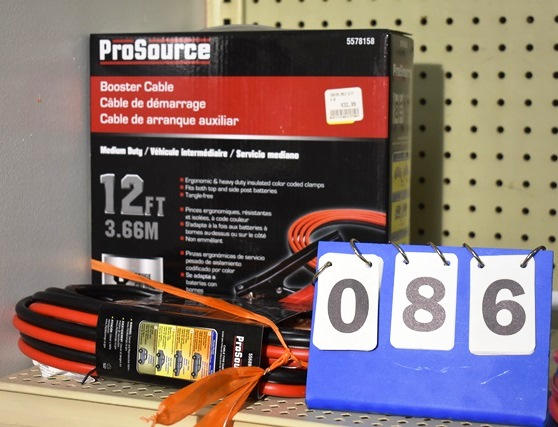 ProSource
5578158
Booster Cable
Câble de démarrage
Cable de arranque auxiliar
Medium Duty / Véhicule intermédiaire / Servicio mediano
12 FT
3.66M
Ergonomic & heavy duty insulated color coded clamps
Fits both top and side post batteries
Tangle-free
Pinces ergonomiques, résistantes
et isolées, à code couleur
S'adapte à la fois aux batteries à
bornes au-dessus ou sur le côté
Non emmêlant
Pinzas ergonómicas de servicio
pesado de aislamiento
codificado por color
Se adapta a
baterías con
bornes
ProSource
0 8 6